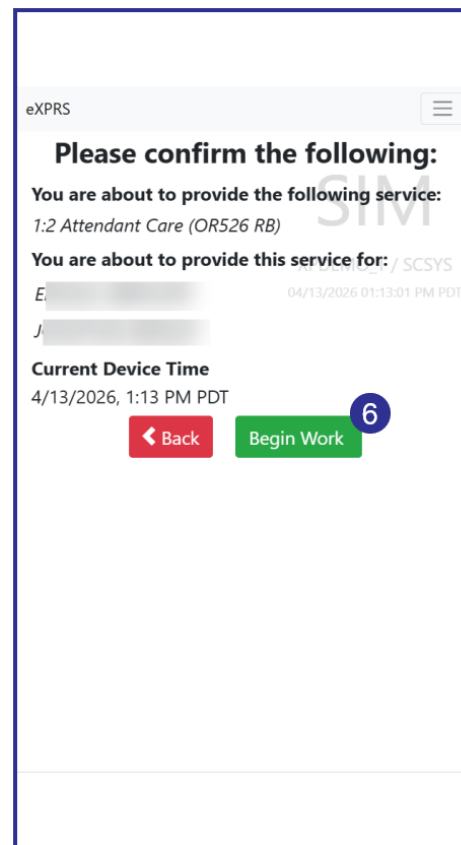 eXPRS
Please confirm the following:
SIM
You are about to provide the following service:
1:2 Attendant Care (OR526 RB)
You are about to provide this service for:
/ SCSYS
E
04/13/2026 01:13:01 PM PDT
J
Current Device Time
4/13/2026, 1:13 PM PDT
6
Back
Begin Work